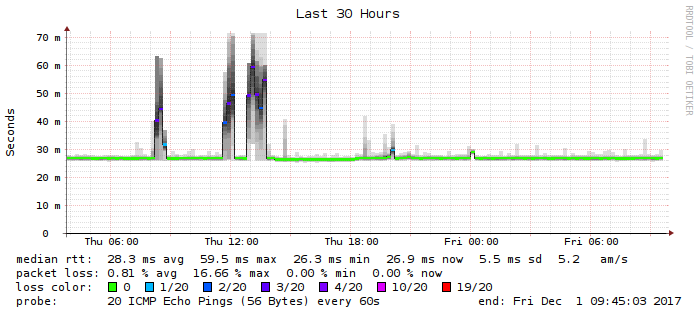 Last 30 Hours
RRDTOOL / TOBI OETIKER
Seconds
70 m
60 m
50 m
40 m
30 m
20 m
10 m
0
Thu 06:00 Thu 12:00 Thu 18:00 Fri 00:00 Fri 06:00
median rtt: 28.3 ms avg 59.5 ms max 26.3 ms min 26.9 ms now 5.5 ms sd 5.2 am/s
packet loss: 0.81 % avg 16.66 % max 0.00 % min 0.00 % now
loss color: 0 1/20 2/20 3/20 4/20 10/20 19/20
probe: 20 ICMP Echo Pings (56 Bytes) every 60s end: Fri Dec 1 09:45:03 2017